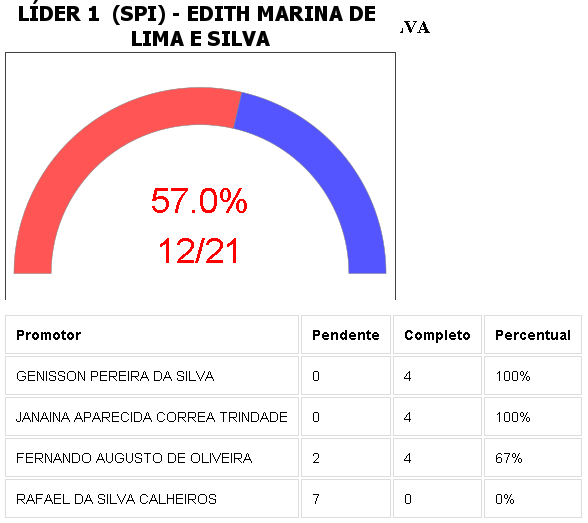 LÍDER 1 (SPI) - EDITH MARINA DE
LIMA E SILVA
VA
57.0%
12/21
Promotor Pendente Completo Percentual
GENISSON PEREIRA DA SILVA 0 4 100%
JANAINA APARECIDA CORREA TRINDADE 0 4 100%
FERNANDO AUGUSTO DE OLIVEIRA 2 4 67%
RAFAEL DA SILVA CALHEIROS 7 0 0%